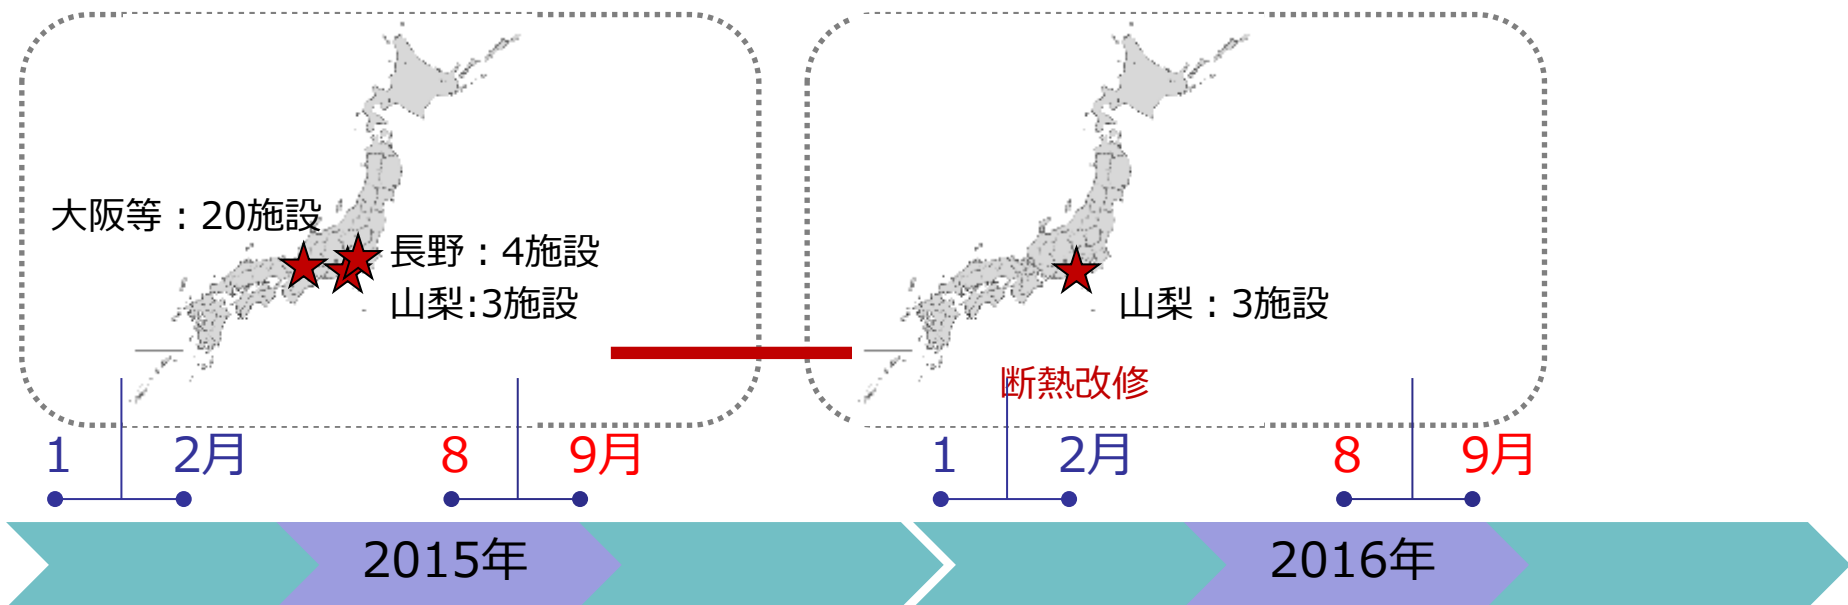 大阪等：20施設
長野：4施設
山梨:3施設
山梨：3施設
断熱改修
1 2月 8 9月 1 2月 8 9月
2015年 2016年